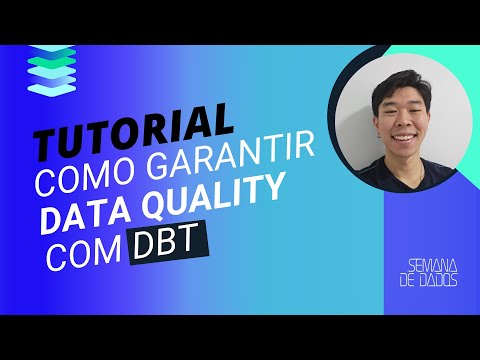 TUTORIAL
COMO GARANTIR
DATA QUALITY
COM DBT
SEMANA
DE DADOS